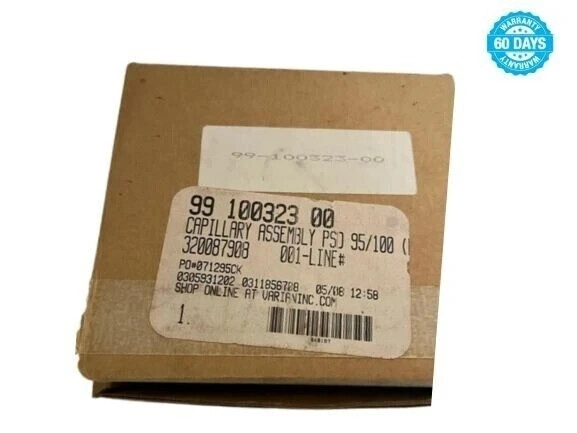 WARRANTY
60 DAYS
WARRANTY
99-100323-00
99 100323 00
CAPILLARY ASSEMBLY PSD 95/100 (
320087908 001-LINE#
PO#071295CK
0305931202 0311856708 05/08 12:58
SHOP ONLINE AT VARIANINC.COM
1.